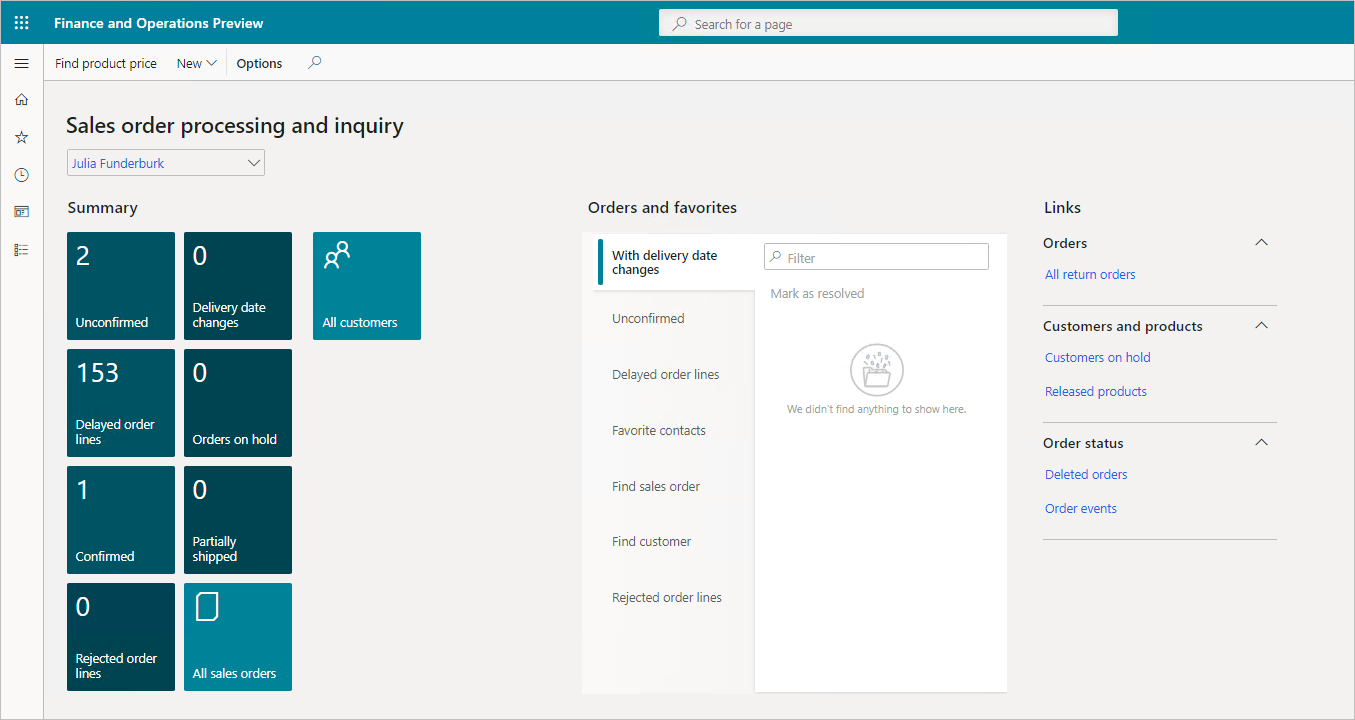 Finance and Operations Preview
Search for a page
Find product price
New
Options
Sales order processing and inquiry
Julia Funderburk
Summary
2
Unconfirmed
0
Delivery date
changes
All customers
153
Delayed order
lines
0
Orders on hold
1
Confirmed
0
Partially
shipped
0
Rejected order
lines
All sales orders
Orders and favorites
With delivery date
changes
Unconfirmed
Delayed order lines
Favorite contacts
Find sales order
Find customer
Rejected order lines
Filter
Mark as resolved
We didn't find anything to show here.
Links
Orders
All return orders
Customers and products
Customers on hold
Released products
Order status
Deleted orders
Order events